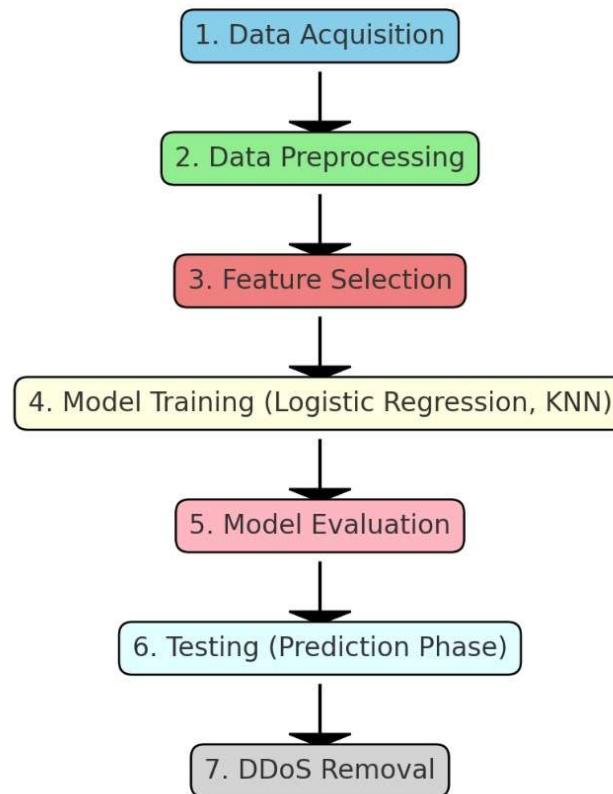 1. Data Acquisition
2. Data Preprocessing
3. Feature Selection
4. Model Training (Logistic Regression, KNN)
5. Model Evaluation
6. Testing (Prediction Phase)
7. DDoS Removal